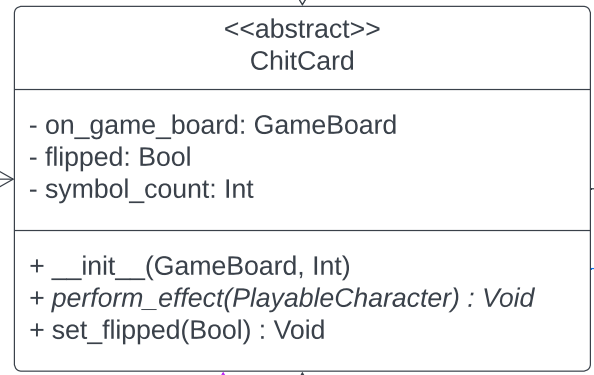 <<abstract>>
ChitCard
- on_game_board: GameBoard
- flipped: Bool
- symbol_count: Int
+ __init__(GameBoard, Int)
+ perform_effect(PlayableCharacter) : Void
+ set_flipped(Bool) : Void